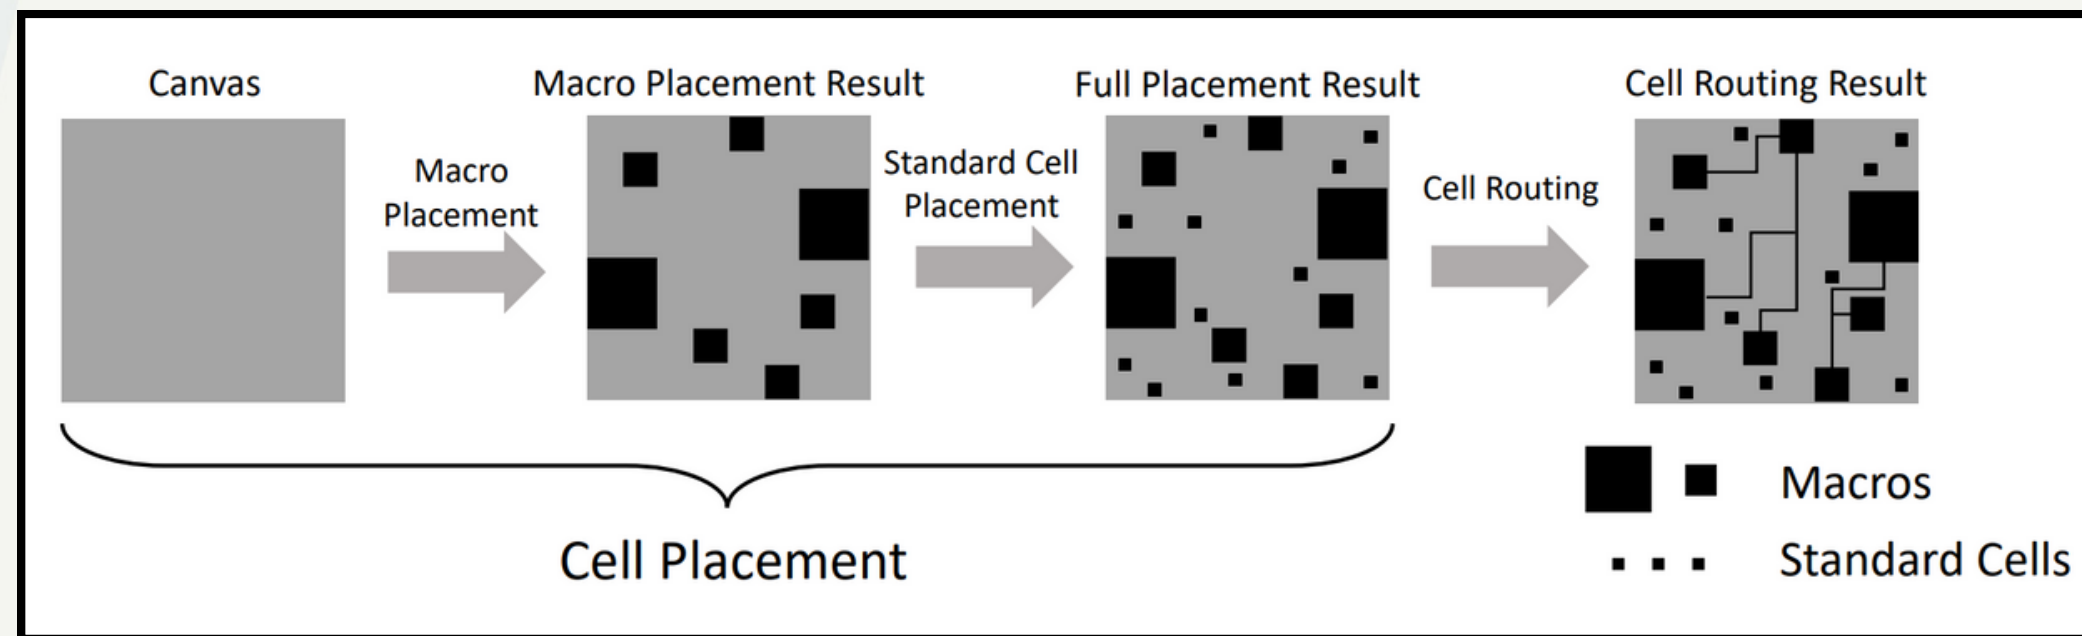 Canvas
Macro Placement Result
Full Placement Result
Cell Routing Result
Macro
Placement
Standard Cell
Placement
Cell Routing
Cell Placement
Macros
Standard Cells